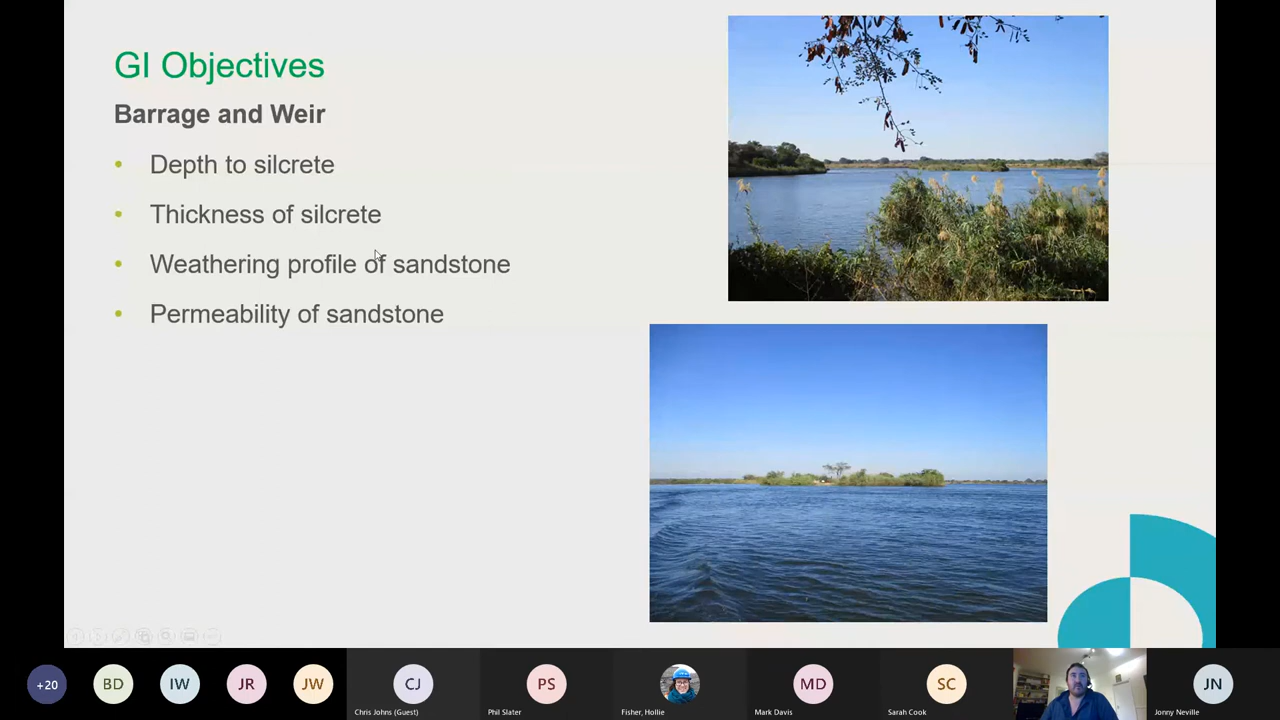 GI Objectives
Barrage and Weir
• Depth to silcrete
• Thickness of silcrete
• Weathering profile of sandstone
• Permeability of sandstone
+20
BD
IW
JR
JW
CJ
PS
MD
SC
JN
Chris Johns (Guest)
Phil Slater
Fisher, Hollie
Mark Davis
Sarah Cook
Jonny Neville